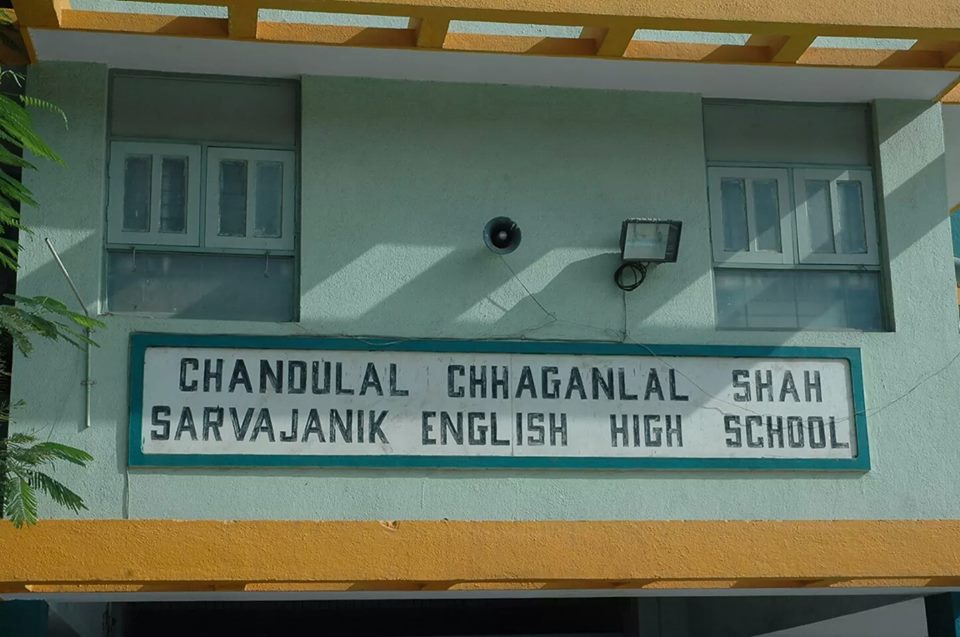 CHANDULAL CHHAGANLAL SHAH
SARVAJANIK ENGLISH HIGH SCHOOL